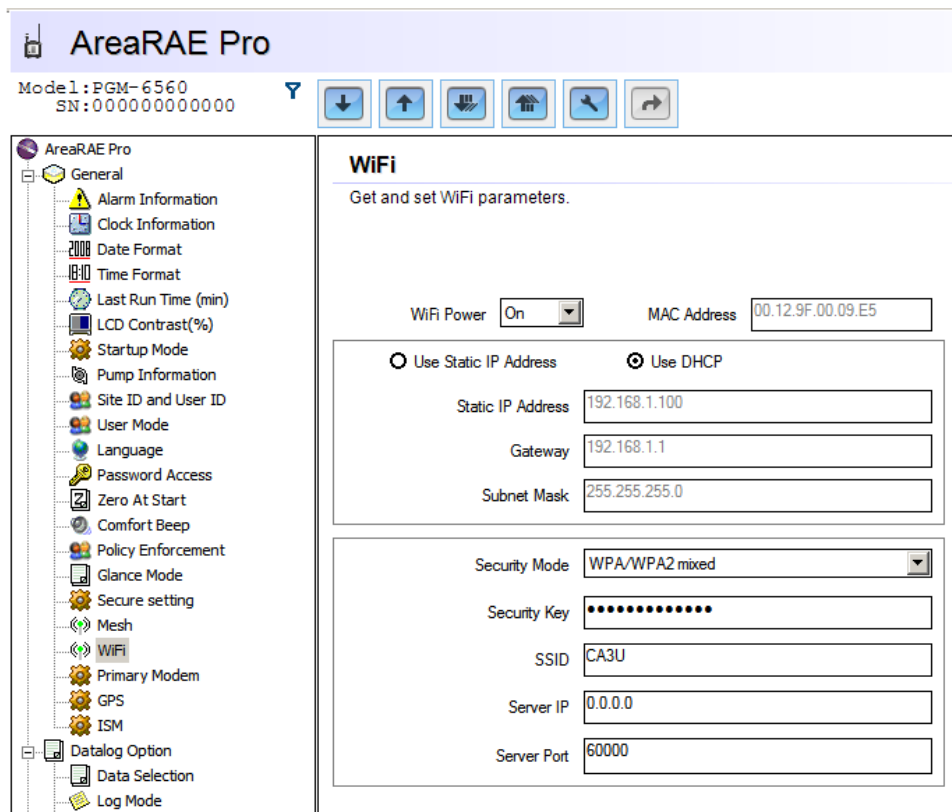 AreaRAE Pro
Model:PGM-6560
SN:000000000000
AreaRAE Pro
General
Alarm Information
Clock Information
2008 Date Format
18:10 Time Format
Last Run Time (min)
LCD Contrast(%)
Startup Mode
Pump Information
Site ID and User ID
User Mode
Language
Password Access
Zero At Start
Comfort Beep
Policy Enforcement
Glance Mode
Secure setting
Mesh
WiFi
Primary Modem
GPS
ISM
Datalog Option
Data Selection
Log Mode
WiFi
Get and set WiFi parameters.
WiFi Power On MAC Address 00.12.9F.00.09.E5
Use Static IP Address Use DHCP
Static IP Address 192.168.1.100
Gateway 192.168.1.1
Subnet Mask 255.255.255.0
Security Mode WPA/WPA2 mixed
Security Key •••••••••••••
SSID CA3U
Server IP 0.0.0.0
Server Port 60000